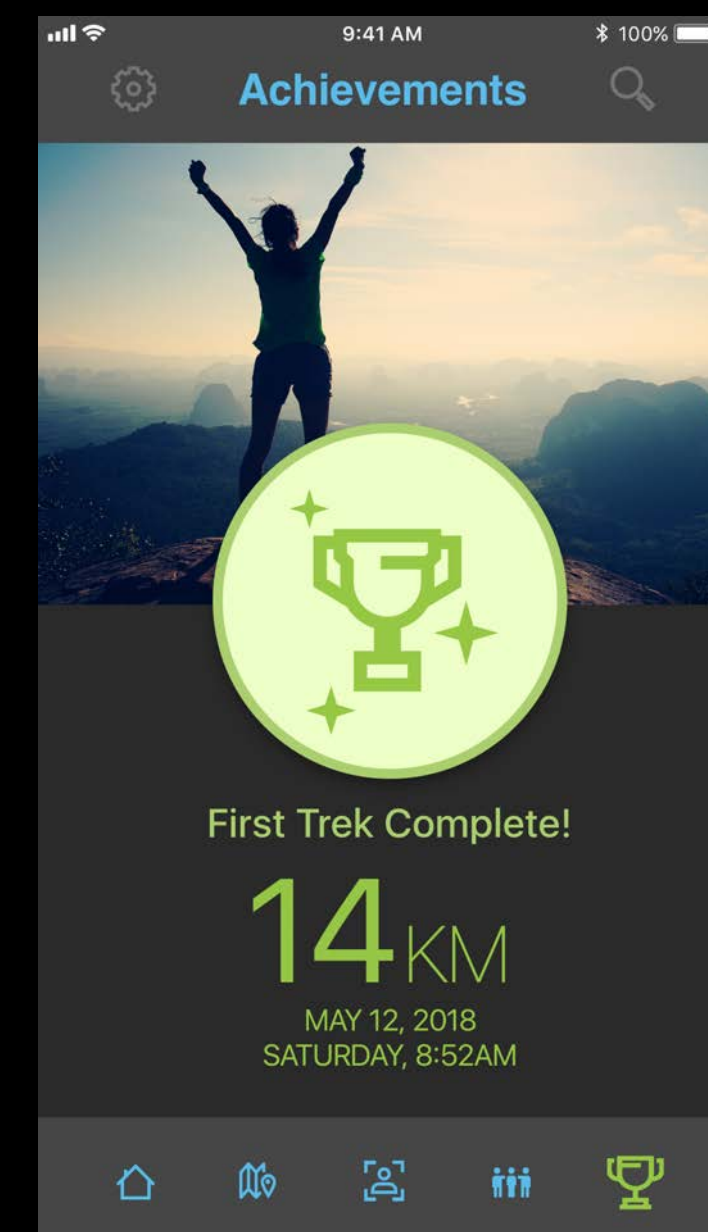 9:41 AM
100%
Achievements
First Trek Complete!
14KM
MAY 12, 2018
SATURDAY, 8:52AM